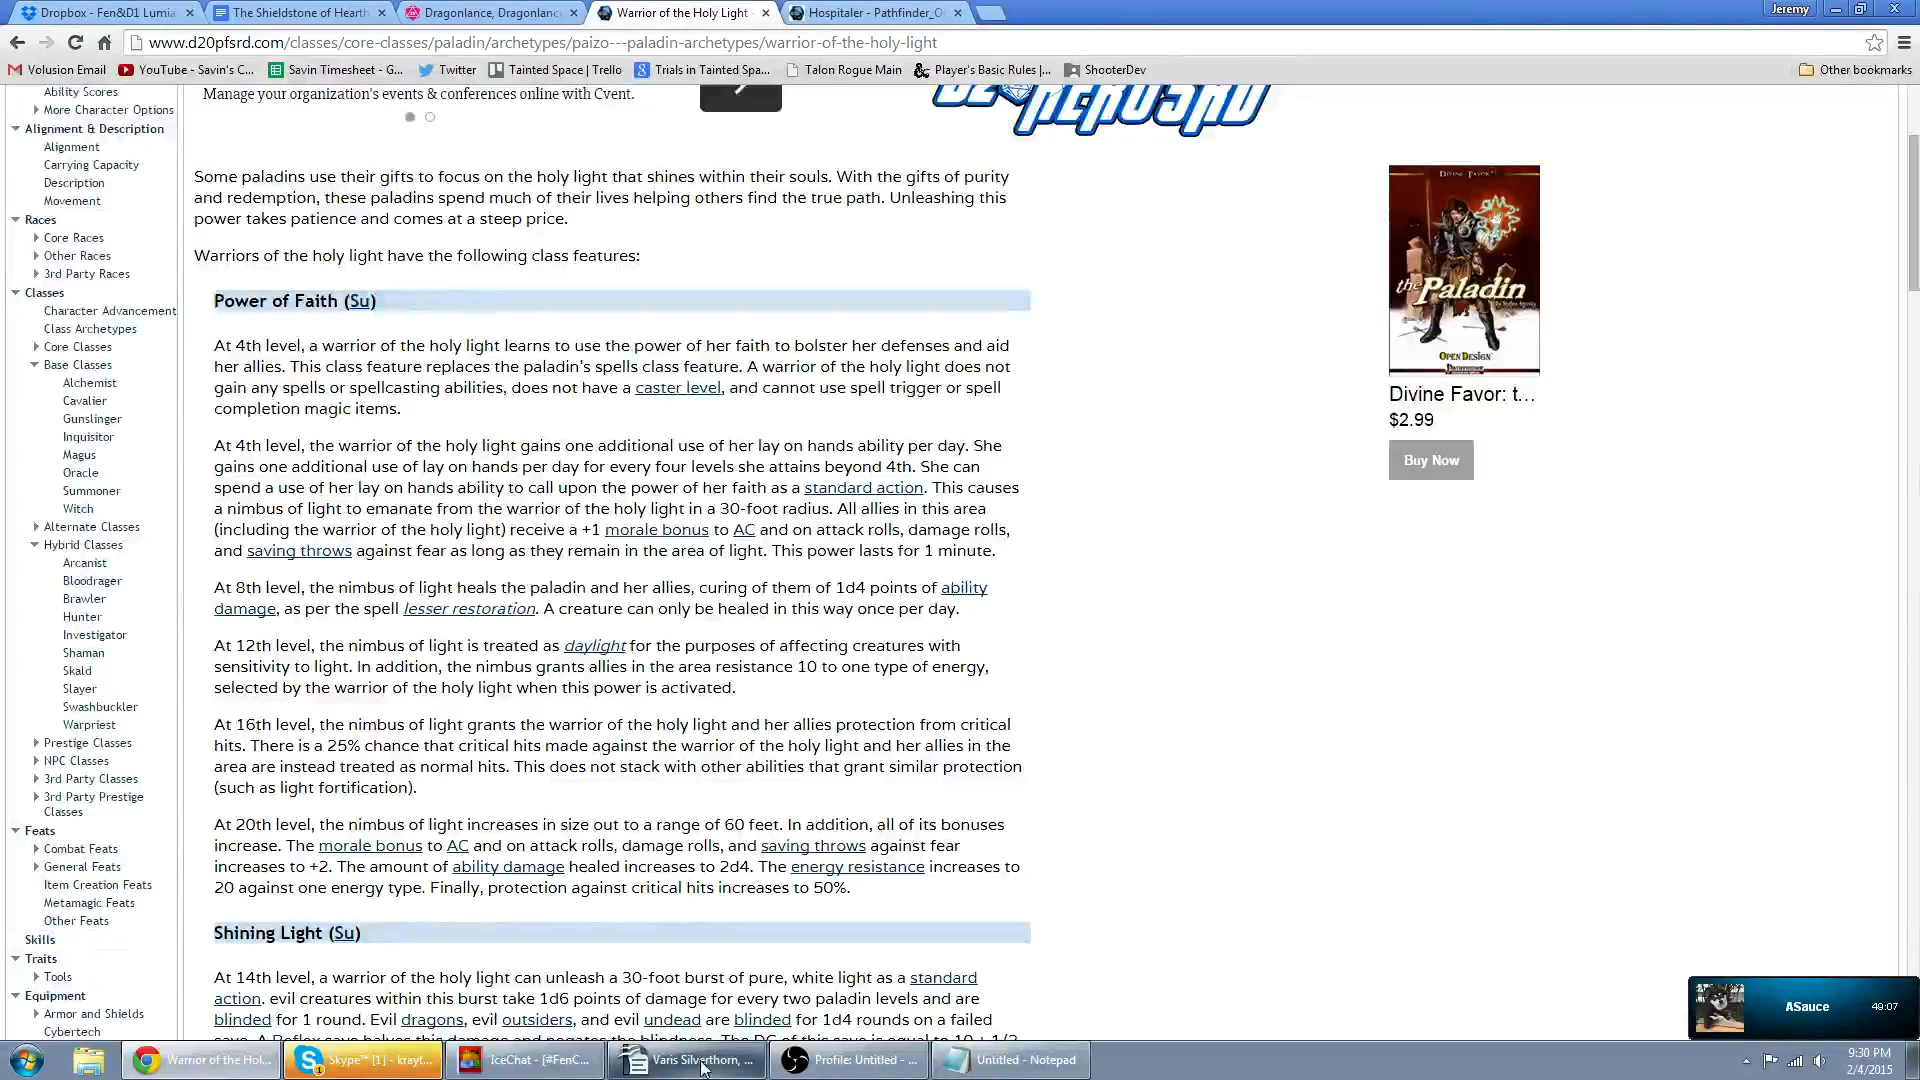 Dropbox - Fen&D1 Lumia
The Shieldstone of Hearth
Dragonlance, Dragonlanc
Warrior of the Holy Light -
Hospitaler - Pathfinder_O
Jeremy
www.d20pfsrd.com/classes/core-classes/paladin/archetypes/paizo---paladin-archetypes/warrior-of-the-holy-light
Volusion Email
YouTube - Savin's C...
Savin Timesheet - G...
Twitter
Tainted Space | Trello
Trials in Tainted Spa...
Talon Rogue Main
Player's Basic Rules |...
ShooterDev
Other bookmarks
Ability Scores
More Character Options
Alignment & Description
Alignment
Carrying Capacity
Description
Movement
Races
Core Races
Other Races
3rd Party Races
Classes
Character Advancement
Class Archetypes
Core Classes
Base Classes
Alchemist
Cavalier
Gunslinger
Inquisitor
Magus
Oracle
Summoner
Witch
Alternate Classes
Hybrid Classes
Arcanist
Bloodrager
Brawler
Hunter
Investigator
Shaman
Skald
Slayer
Swashbuckler
Warpriest
Prestige Classes
NPC Classes
3rd Party Classes
3rd Party Prestige
Classes
Feats
Combat Feats
General Feats
Item Creation Feats
Metamagic Feats
Other Feats
Skills
Traits
Tools
Equipment
Armor and Shields
Cybertech
Manage your organization's events & conferences online with Cvent.
Some paladins use their gifts to focus on the holy light that shines within their souls. With the gifts of purity
and redemption, these paladins spend much of their lives helping others find the true path. Unleashing this
power takes patience and comes at a steep price.
Warriors of the holy light have the following class features:
Power of Faith (Su)
At 4th level, a warrior of the holy light learns to use the power of her faith to bolster her defenses and aid
her allies. This class feature replaces the paladin's spells class feature. A warrior of the holy light does not
gain any spells or spellcasting abilities, does not have a caster level, and cannot use spell trigger or spell
completion magic items.
At 4th level, the warrior of the holy light gains one additional use of her lay on hands ability per day. She
gains one additional use of lay on hands per day for every four levels she attains beyond 4th. She can
spend a use of her lay on hands ability to call upon the power of her faith as a standard action. This causes
a nimbus of light to emanate from the warrior of the holy light in a 30-foot radius. All allies in this area
(including the warrior of the holy light) receive a +1 morale bonus to AC and on attack rolls, damage rolls,
and saving throws against fear as long as they remain in the area of light. This power lasts for 1 minute.
At 8th level, the nimbus of light heals the paladin and her allies, curing of them of 1d4 points of ability
damage, as per the spell lesser restoration. A creature can only be healed in this way once per day.
At 12th level, the nimbus of light is treated as daylight for the purposes of affecting creatures with
sensitivity to light. In addition, the nimbus grants allies in the area resistance 10 to one type of energy,
selected by the warrior of the holy light when this power is activated.
At 16th level, the nimbus of light grants the warrior of the holy light and her allies protection from critical
hits. There is a 25% chance that critical hits made against the warrior of the holy light and her allies in the
area are instead treated as normal hits. This does not stack with other abilities that grant similar protection
(such as light fortification).
At 20th level, the nimbus of light increases in size out to a range of 60 feet. In addition, all of its bonuses
increase. The morale bonus to AC and on attack rolls, damage rolls, and saving throws against fear
increases to +2. The amount of ability damage healed increases to 2d4. The energy resistance increases to
20 against one energy type. Finally, protection against critical hits increases to 50%.
Shining Light (Su)
At 14th level, a warrior of the holy light can unleash a 30-foot burst of pure, white light as a standard
action. evil creatures within this burst take 1d6 points of damage for every two paladin levels and are
blinded for 1 round. Evil dragons, evil outsiders, and evil undead are blinded for 1d4 rounds on a failed
save. A Reflex save halves this damage and negates the blindness. The DC of this save is equal to 10 + 1/2
DIVINE FAVOR
the Paladin
OPEN DESIGN
Divine Favor: t...
$2.99
Buy Now
ASauce
49:07
Warrior of the Hol...
Skype™ [1] - krayt...
IceChat - [#FenC...
Varis Silverthorn, ...
Profile: Untitled - ...
Untitled - Notepad
9:30 PM
2/4/2015